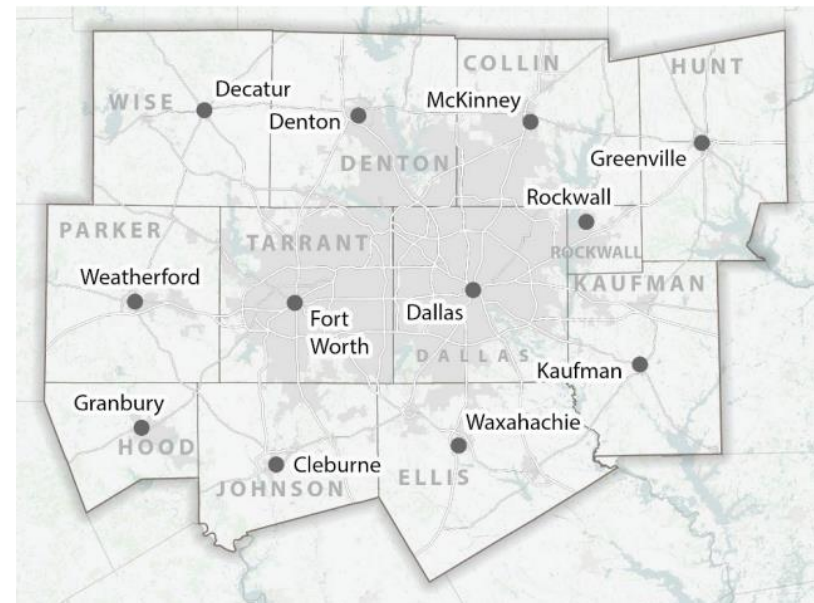 COLLIN
HUNT
WISE
Decatur
McKinney
Denton
DENTON
Greenville
Rockwall
PARKER
TARRANT
ROCKWALL
Weatherford
KAUFMAN
Fort
Worth
Dallas
DALLAS
Kaufman
Granbury
HOOD
Waxahachie
Cleburne
ELLIS
JOHNSON